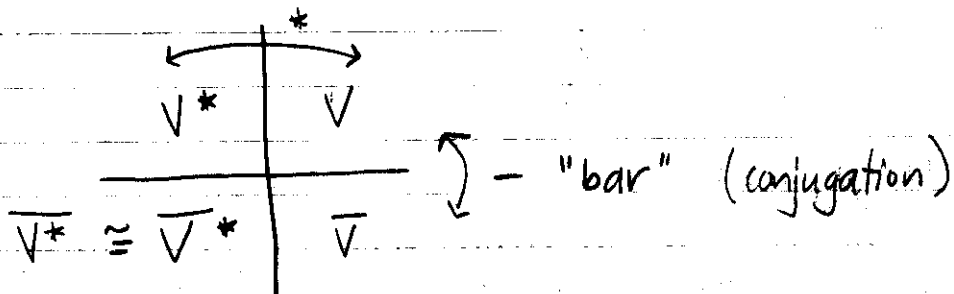 *
V* V
— "bar" (conjugation)
V̅*̅ ≅ V̅* V̅